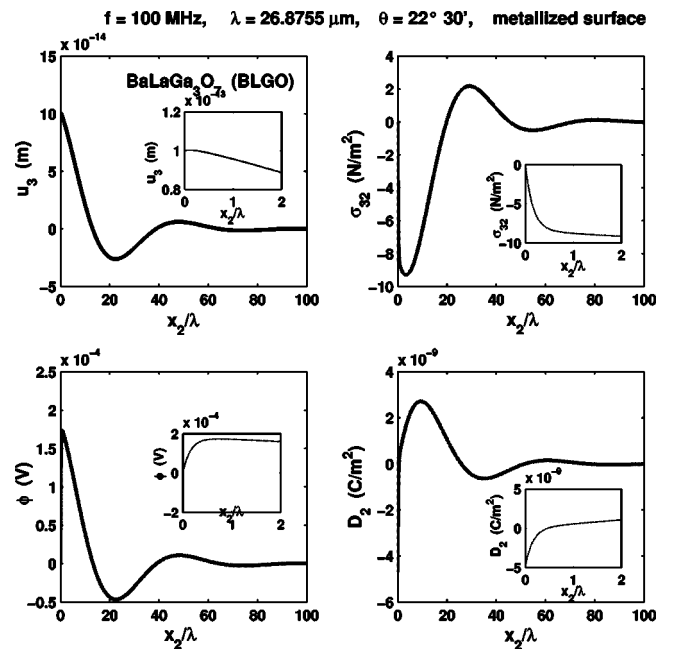 f = 100 MHz, λ = 26.8755 μm, θ = 22° 30', metallized surface
x 10⁻¹⁴
15
10
5
0
−5
u₃ (m)
0 20 40 60 80 100
x₂/λ
BaLaGa₃O₇ (BLGO)
x 10⁻¹³
1.2
1
0.8
u₃ (m)
0 1 2
x₂/λ
4
2
0
−2
−4
−6
−8
−10
σ₃₂ (N/m²)
0 20 40 60 80 100
x₂/λ
0
−5
−10
σ₃₂ (N/m²)
0 1 2
x₂/λ
x 10⁻⁴
2.5
2
1.5
1
0.5
0
−0.5
ϕ (V)
0 20 40 60 80 100
x₂/λ
x 10⁻⁴
2
0
−2
ϕ (V)
0 1 2
x₂/λ
x 10⁻⁹
4
2
0
−2
−4
−6
D₂ (C/m²)
0 20 40 60 80 100
x₂/λ
x 10⁻⁹
5
0
−5
D₂ (C/m²)
0 1 2
x₂/λ